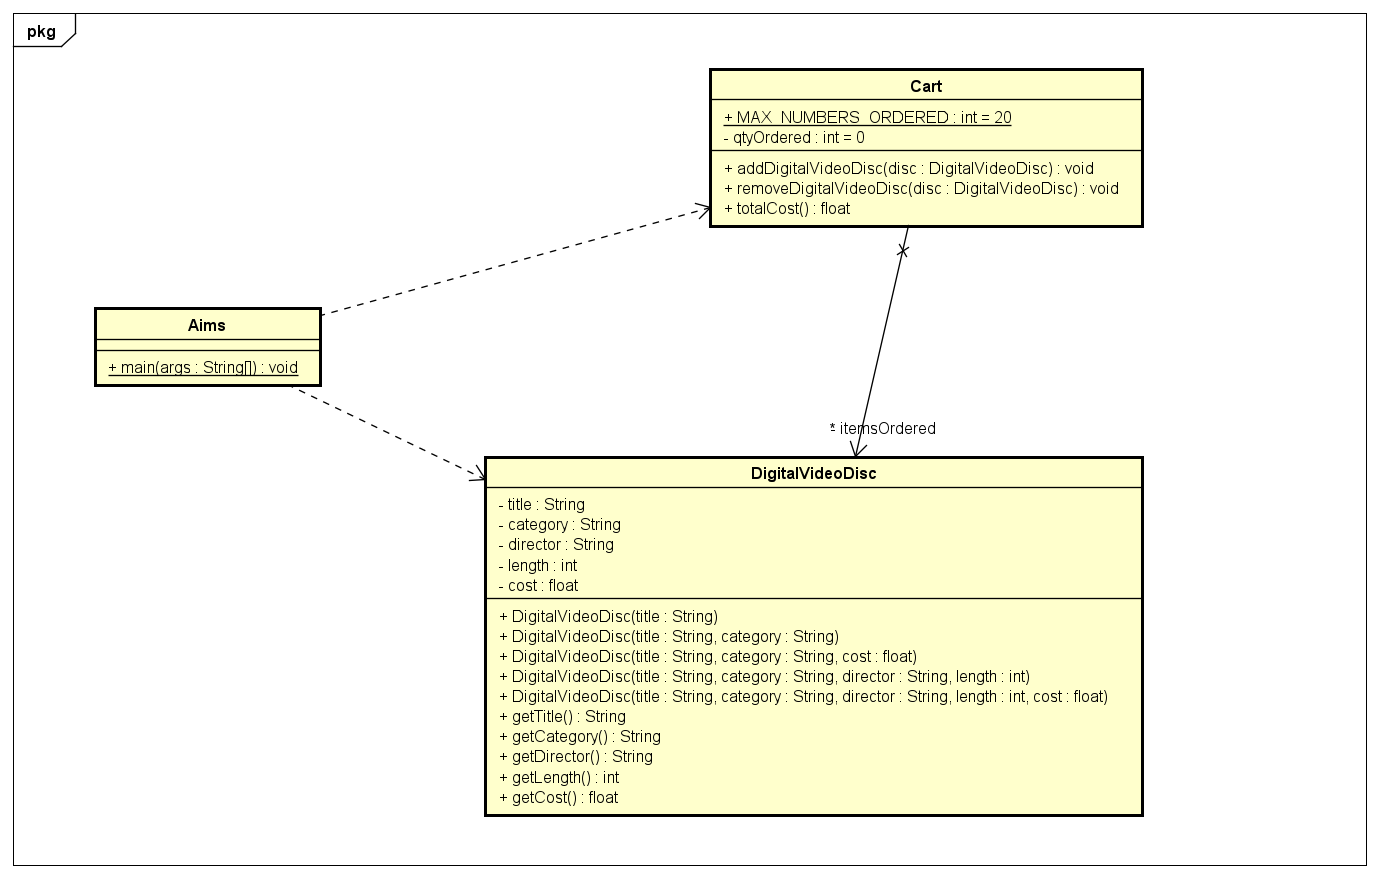 pkg
Cart
+ MAX_NUMBERS_ORDERED : int = 20
- qtyOrdered : int = 0
+ addDigitalVideoDisc(disc : DigitalVideoDisc) : void
+ removeDigitalVideoDisc(disc : DigitalVideoDisc) : void
+ totalCost() : float
Aims
+ main(args : String[]) : void
* - itemsOrdered
DigitalVideoDisc
- title : String
- category : String
- director : String
- length : int
- cost : float
+ DigitalVideoDisc(title : String)
+ DigitalVideoDisc(title : String, category : String)
+ DigitalVideoDisc(title : String, category : String, cost : float)
+ DigitalVideoDisc(title : String, category : String, director : String, length : int)
+ DigitalVideoDisc(title : String, category : String, director : String, length : int, cost : float)
+ getTitle() : String
+ getCategory() : String
+ getDirector() : String
+ getLength() : int
+ getCost() : float